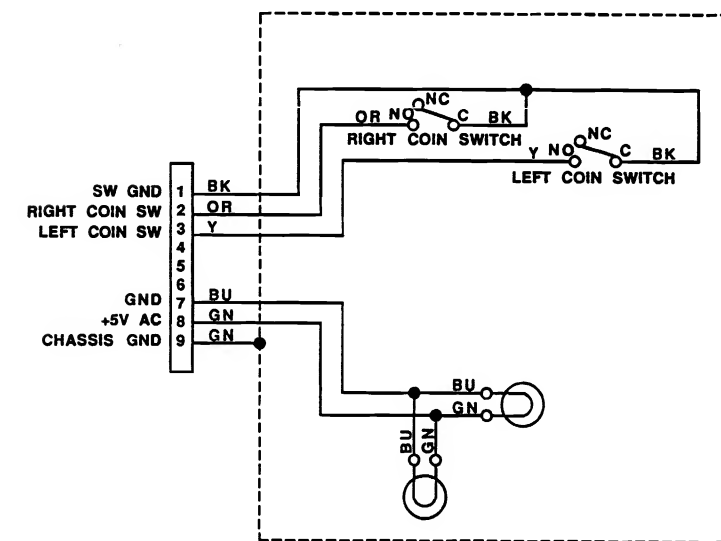 NC
OR NO C BK
RIGHT COIN SWITCH
NC
Y NO C BK
LEFT COIN SWITCH
SW GND 1 BK
RIGHT COIN SW 2 OR
LEFT COIN SW 3 Y
4
5
6
GND 7 BU
+5V AC 8 GN
CHASSIS GND 9 GN
BU
GN
BU
GN